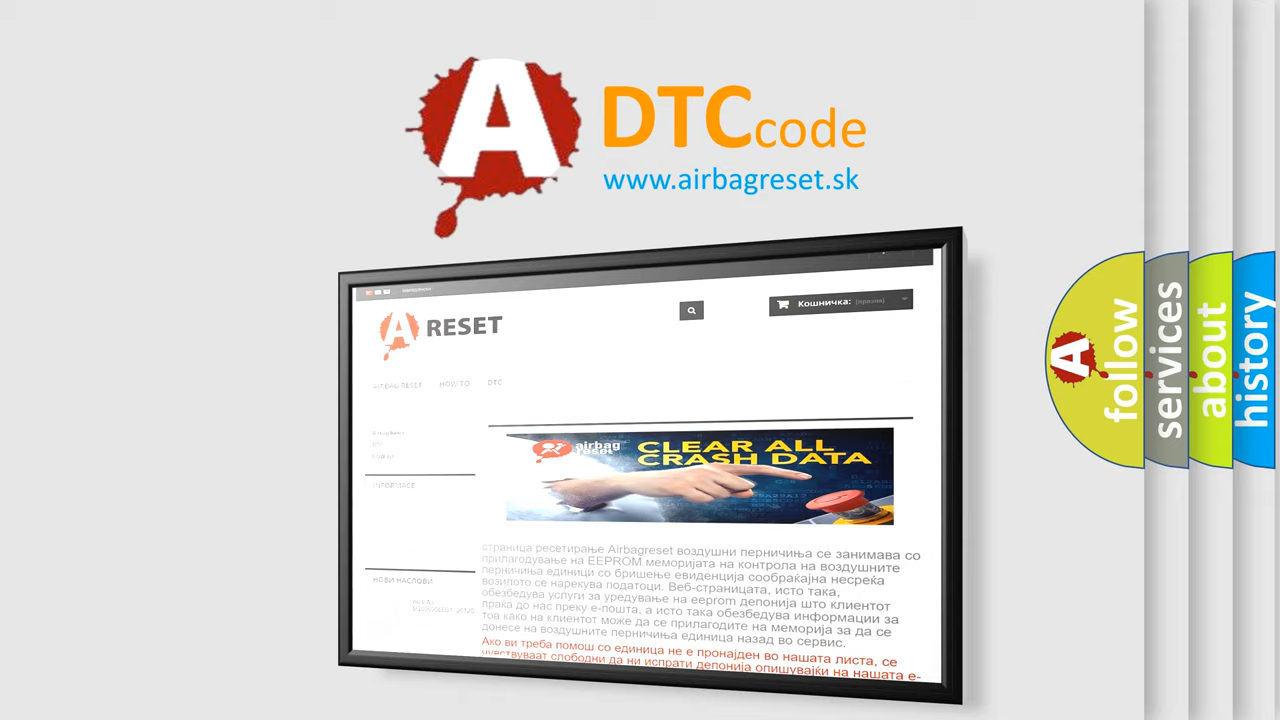 A
DTC code
www.airbagreset.sk
A RESET
Кошничка: (празни)
AIRBAG RESET HOW TO DTC
airbag
reset
CLEAR ALL
CRASH DATA
INFORMACE
НОВИ НАСЛОВИ
страница ресетирање Airbagreset воздушни перничиња се занимава со
прилагодување на EEPROM меморијата на контрола на воздушните
перничиња единици со бришење евиденција сообраќајна несреќа
возилото се нарекува податоци. Веб-страницата, исто така,
обезбедува услуги за уредување на eeprom депонија што клиентот
праќа до нас преку е-пошта, а исто така обезбедува информации за
тоа како на клиентот може да се прилагодите на меморија за да се
донесе на воздушните перничиња единица назад во сервис.
Ако ви треба помош со единица не е пронајден во нашата листа, се
чувствуваат слободни да ни испрати депонија опишувајќи на нашата е-
A
follow
services
about
history